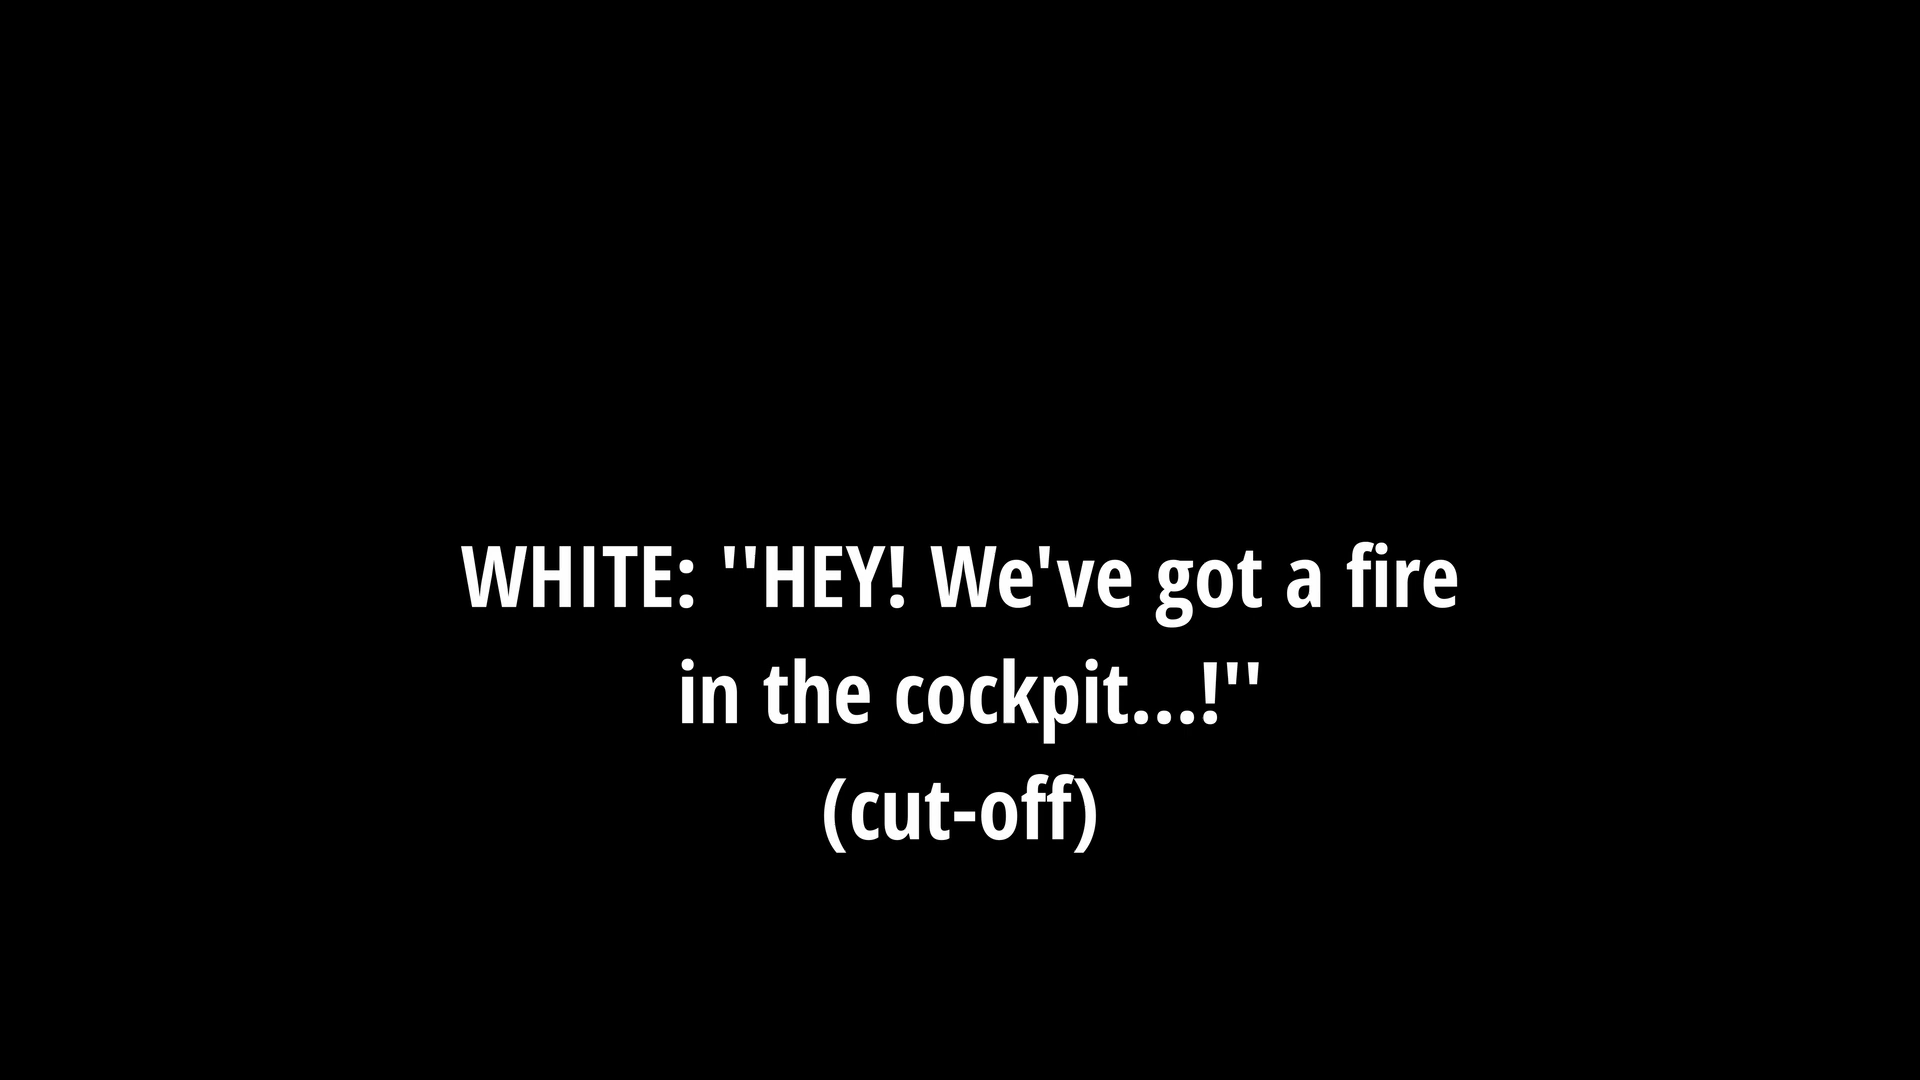 WHITE: ''HEY! We've got a fire
in the cockpit...!''
(cut-off)